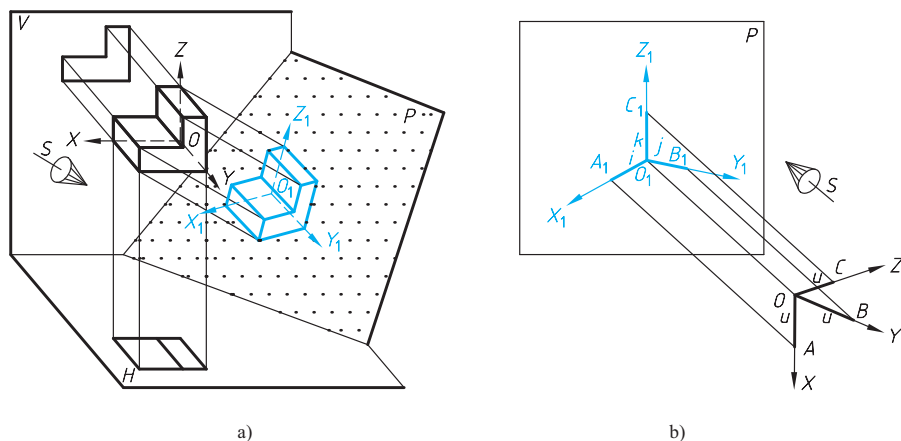 V
Z
X
O
S
Y
P
Z₁
O₁
X₁
Y₁
H
a)
P
Z₁
C₁
k
j
i
A₁
B₁
O₁
Y₁
X₁
S
Z
C
u
O
u
u
B
Y
A
X
b)